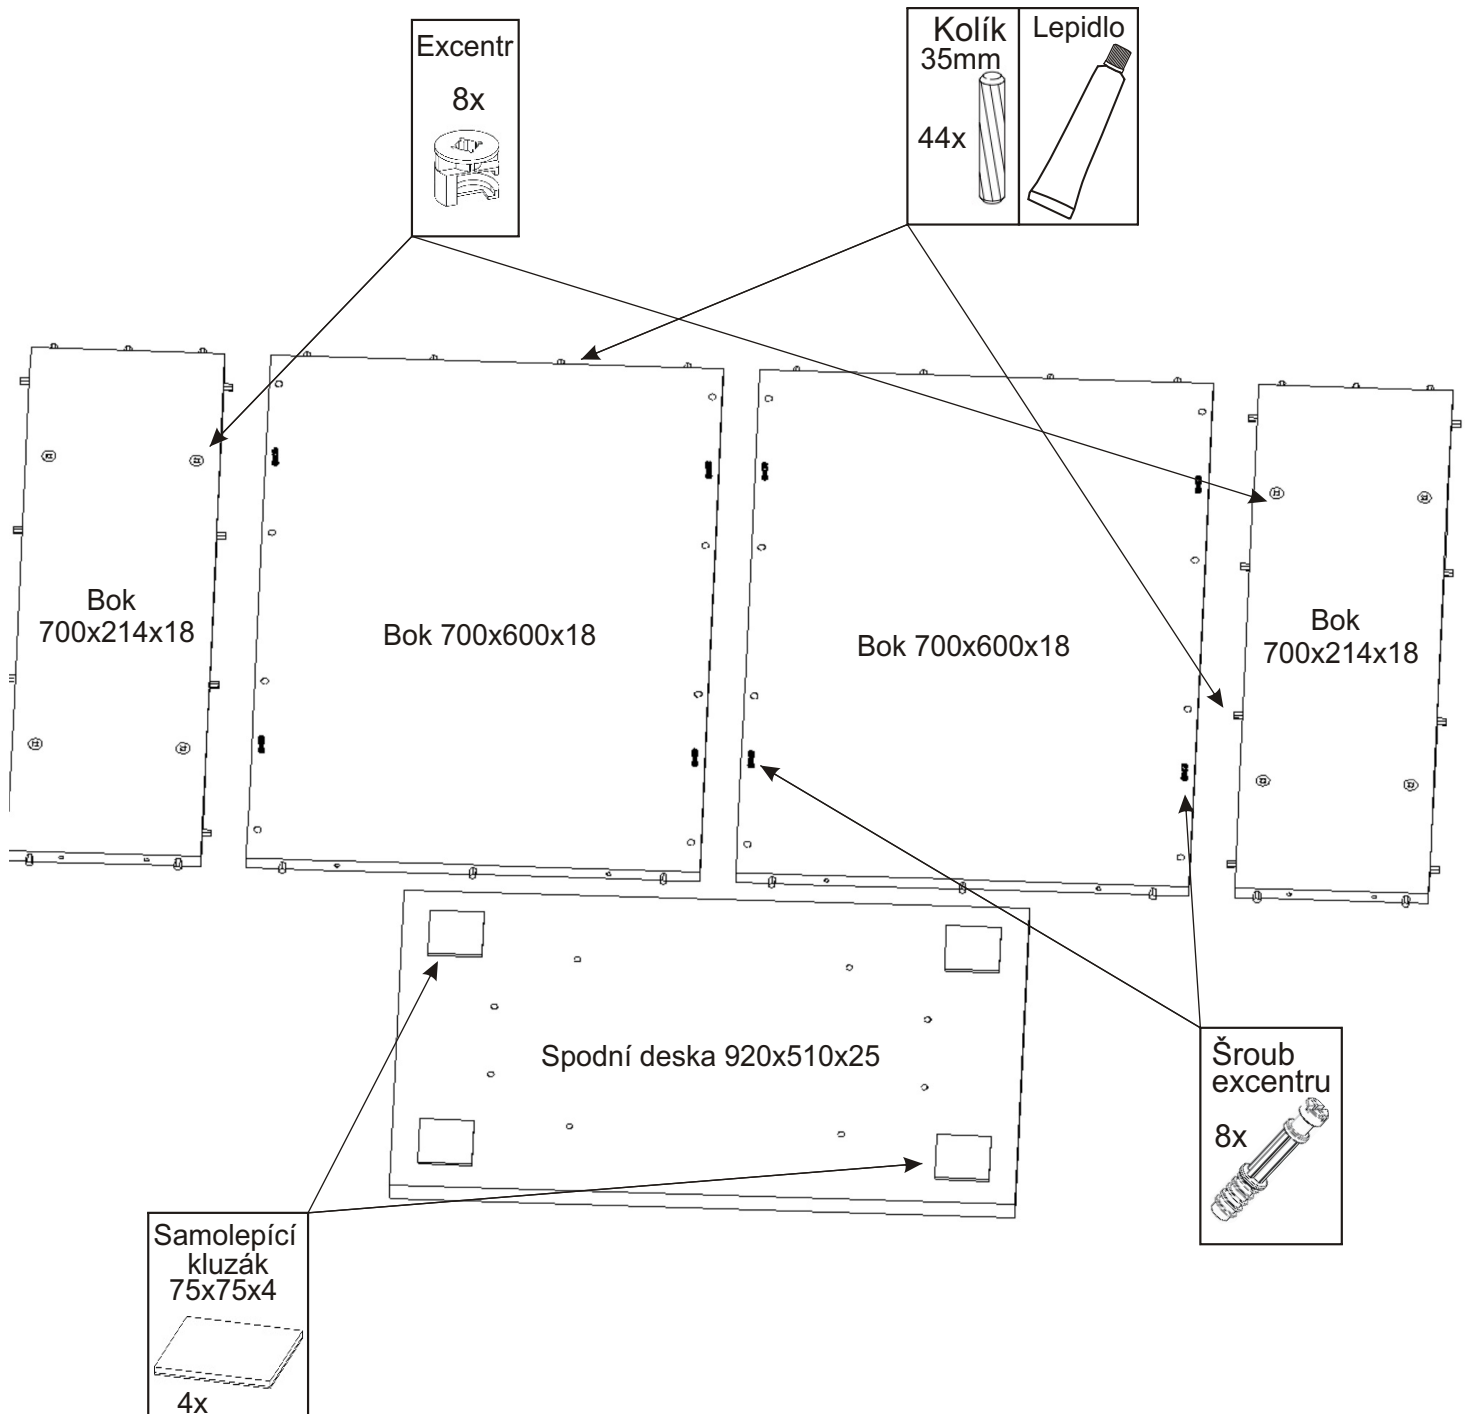 Excentr
8x
Kolík
35mm
44x
Lepidlo
Bok
700x214x18
Bok 700x600x18
Bok 700x600x18
Bok
700x214x18
Spodní deska 920x510x25
Šroub
excentru
8x
Samolepící
kluzák
75x75x4
4x